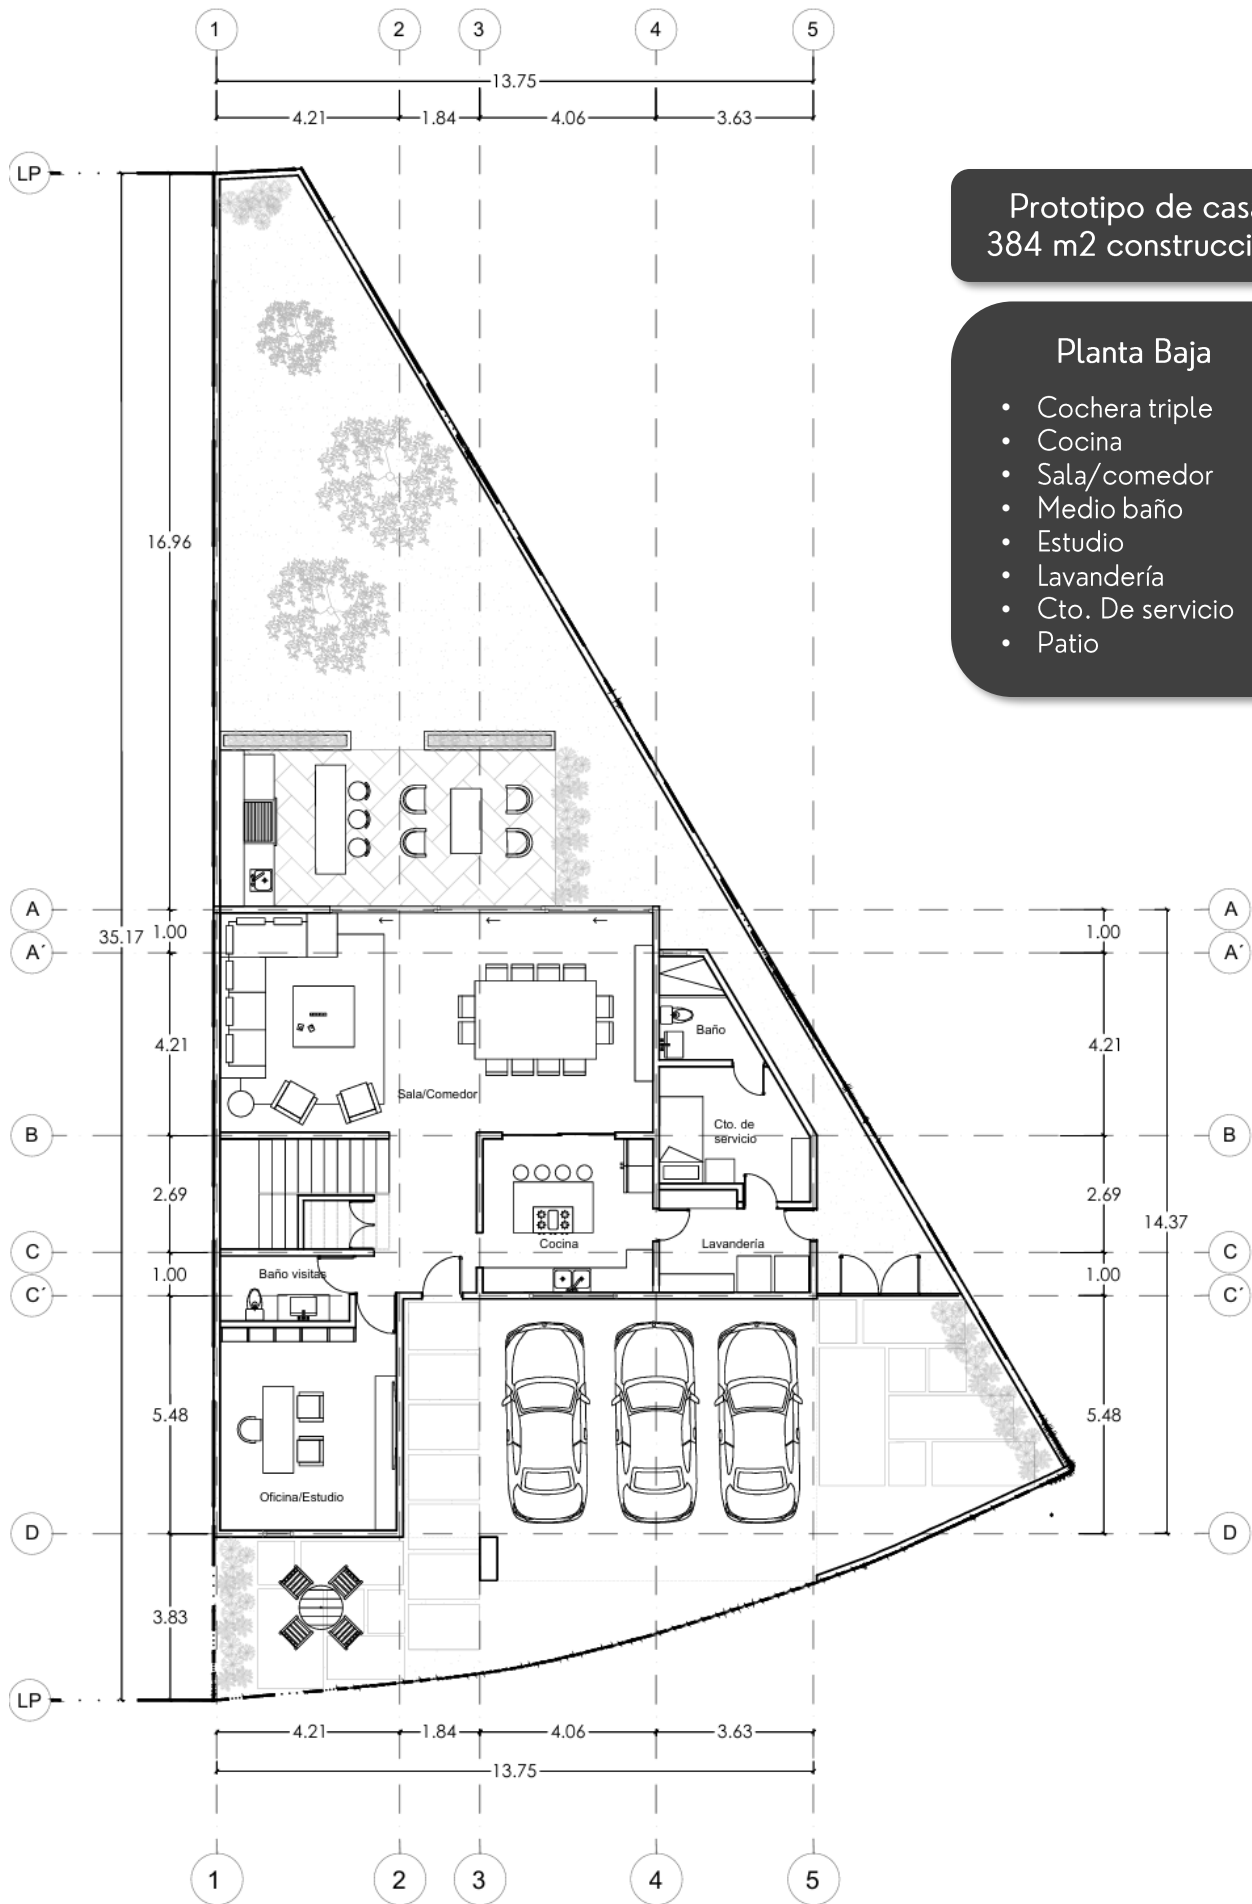 1 2 3 4 5
13.75
4.21 1.84 4.06 3.63
LP
Prototipo de casa
384 m2 construcci
Planta Baja
• Cochera triple
• Cocina
• Sala/comedor
• Medio baño
• Estudio
• Lavandería
• Cto. De servicio
• Patio
16.96
A A
35.17 1.00 1.00
A´ A´
Baño
4.21 4.21
Sala/Comedor
Cto. de
servicio
B B
2.69 2.69
14.37
Cocina Lavandería
C C
Baño visitas
1.00 1.00
C´ C´
5.48 5.48
Oficina/Estudio
D D
3.83
LP
4.21 1.84 4.06 3.63
13.75
1 2 3 4 5